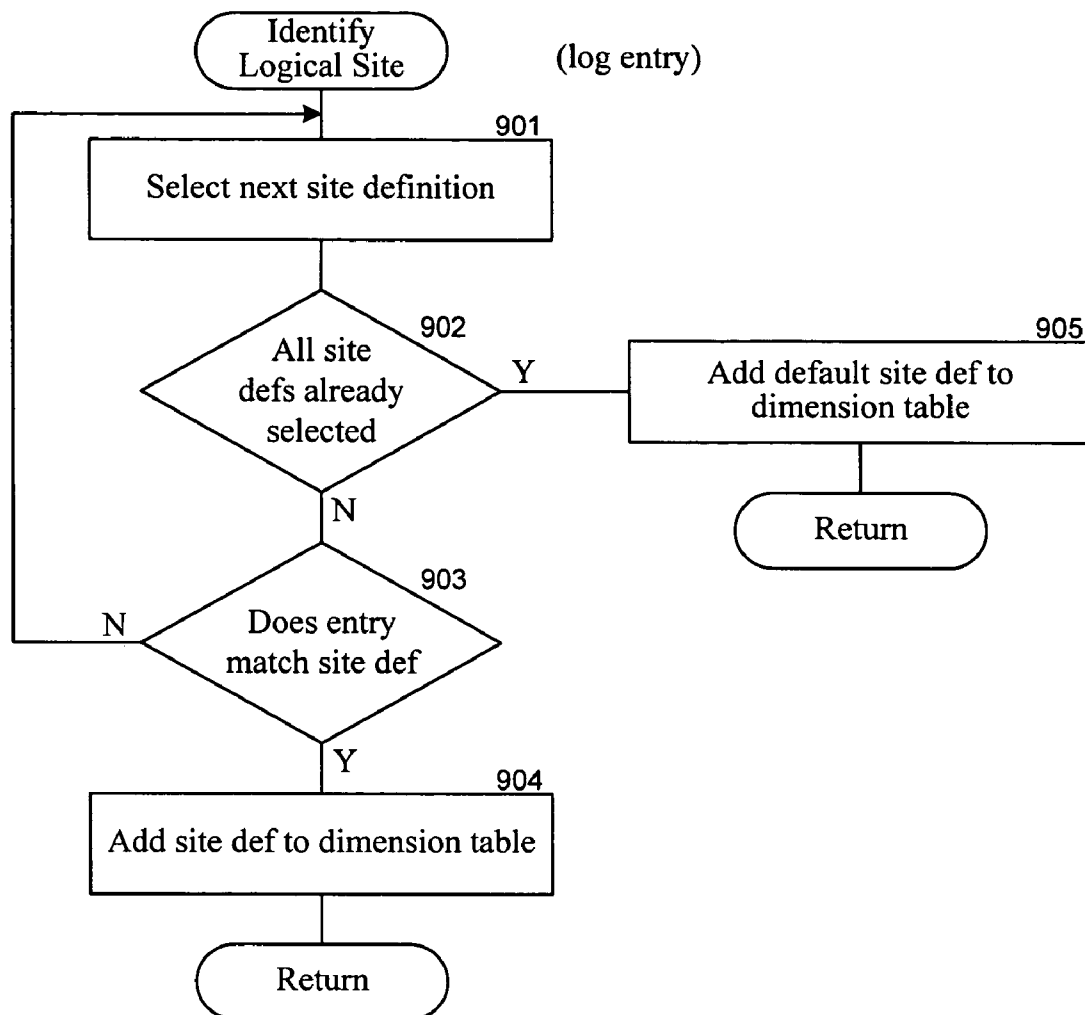 Identify
Logical Site
(log entry)
901
Select next site definition
902
All site
defs already
selected
Y
905
Add default site def to
dimension table
Return
N
903
Does entry
match site def
N
Y
904
Add site def to dimension table
Return